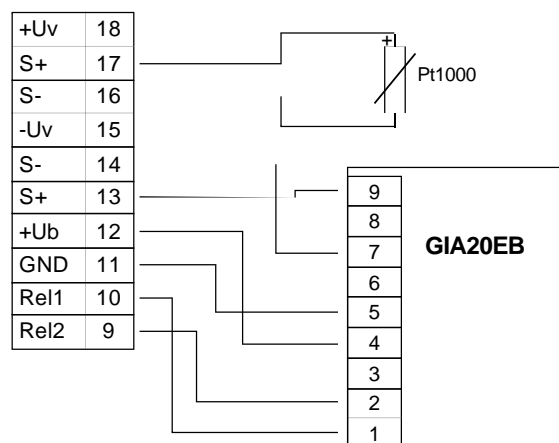 +Uv 18
S+ 17
S- 16
-Uv 15
S- 14
S+ 13
+Ub 12
GND 11
Rel1 10
Rel2 9
+
Pt1000
GIA20EB
9
8
7
6
5
4
3
2
1